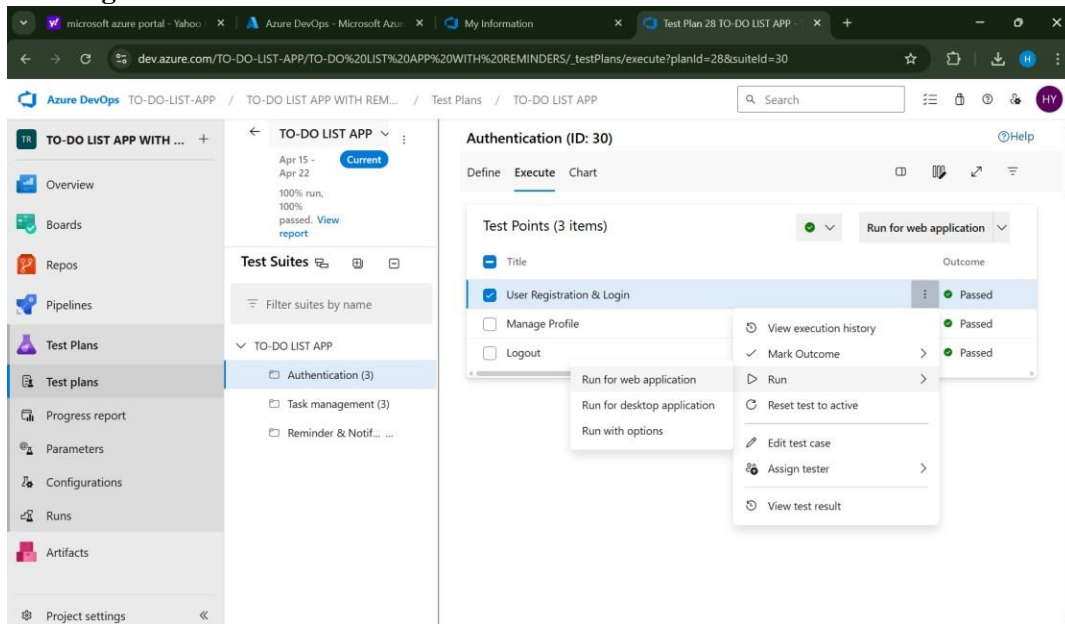 microsoft azure portal - Yahoo
Azure DevOps - Microsoft Azur
My Information
Test Plan 28 TO-DO LIST APP -
dev.azure.com/TO-DO-LIST-APP/TO-DO%20LIST%20APP%20WITH%20REMINDERS/_testPlans/execute?planId=28&suiteId=30
H
Azure DevOps TO-DO-LIST-APP / TO-DO LIST APP WITH REM... / Test Plans / TO-DO LIST APP
Search
HY
TR TO-DO LIST APP WITH ... +
Overview
Boards
Repos
Pipelines
Test Plans
Test plans
Progress report
Parameters
Configurations
Runs
Artifacts
Project settings
TO-DO LIST APP
Apr 15 - Current
Apr 22
100% run,
100%
passed. View
report
Test Suites
Filter suites by name
TO-DO LIST APP
Authentication (3)
Task management (3)
Reminder & Notif... ...
Authentication (ID: 30)
Help
Define Execute Chart
Test Points (3 items)
Run for web application
Title Outcome
User Registration & Login Passed
Manage Profile Passed
Logout Passed
View execution history
Mark Outcome
Run
Reset test to active
Edit test case
Assign tester
View test result
Run for web application
Run for desktop application
Run with options